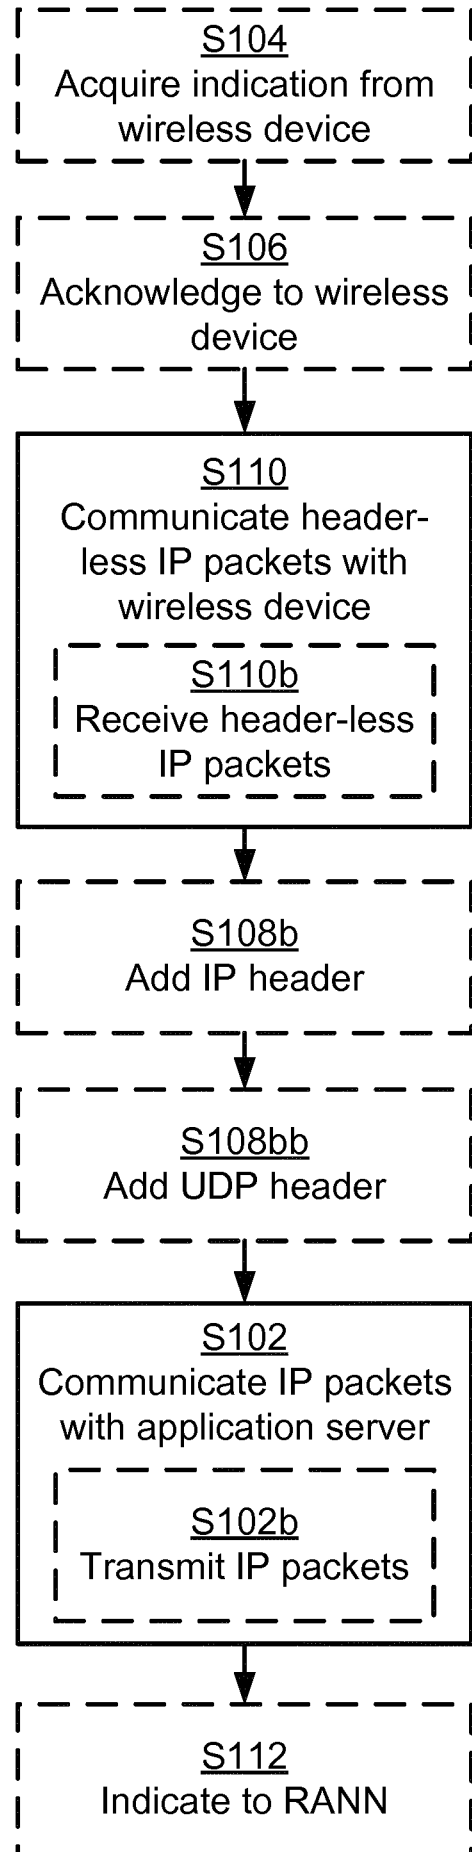 S104
Acquire indication from
wireless device
S106
Acknowledge to wireless
device
S110
Communicate header-
less IP packets with
wireless device
S110b
Receive header-less
IP packets
S108b
Add IP header
S108bb
Add UDP header
S102
Communicate IP packets
with application server
S102b
Transmit IP packets
S112
Indicate to RANN